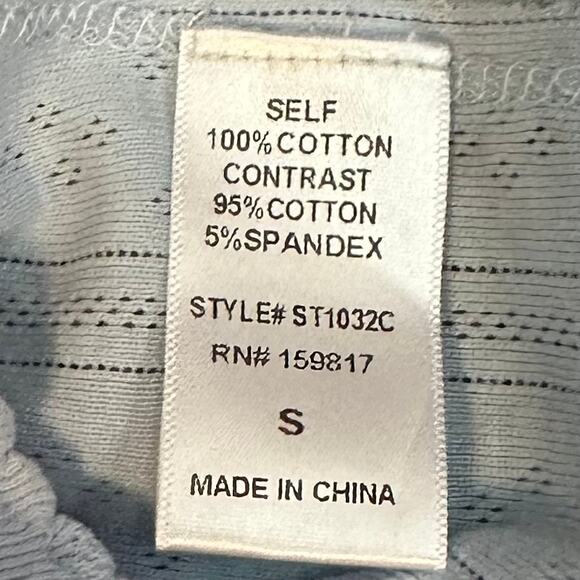 SELF
100% COTTON
CONTRAST
95% COTTON
5% SPANDEX
STYLE# ST1032C
RN# 159817
S
MADE IN CHINA